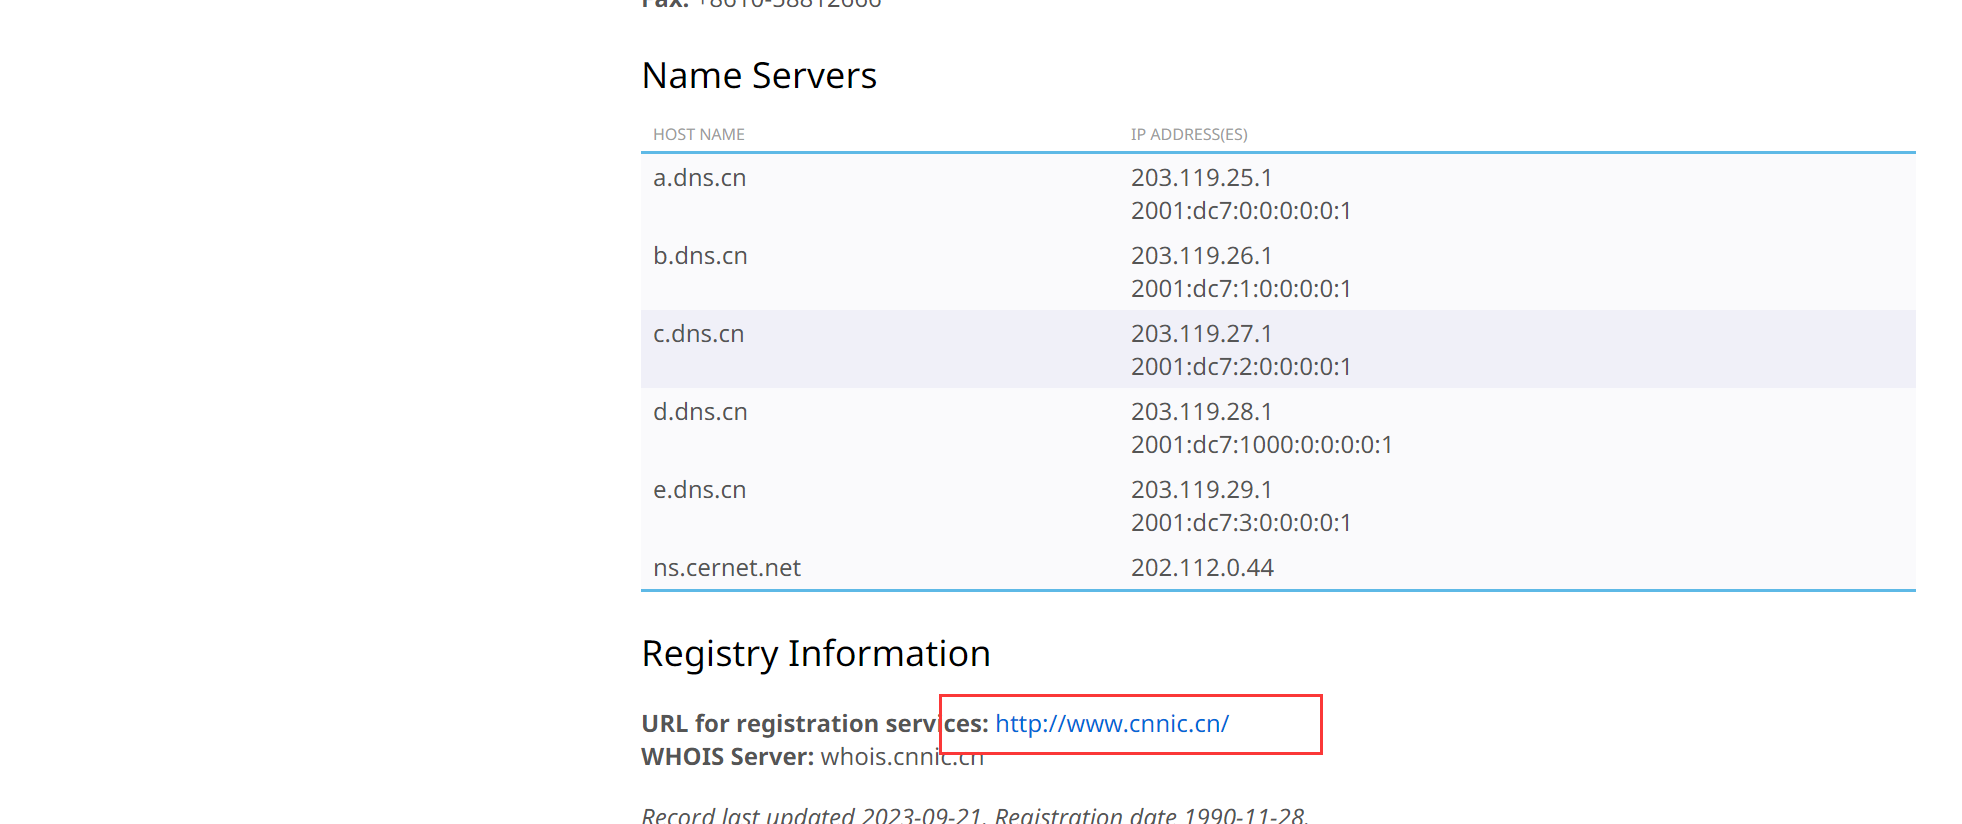 Fax: +8610-58812666
Name Servers
HOST NAME IP ADDRESS(ES)
a.dns.cn 203.119.25.1
2001:dc7:0:0:0:0:0:1
b.dns.cn 203.119.26.1
2001:dc7:1:0:0:0:0:1
c.dns.cn 203.119.27.1
2001:dc7:2:0:0:0:0:1
d.dns.cn 203.119.28.1
2001:dc7:1000:0:0:0:0:1
e.dns.cn 203.119.29.1
2001:dc7:3:0:0:0:0:1
ns.cernet.net 202.112.0.44
Registry Information
URL for registration services: http://www.cnnic.cn/
WHOIS Server: whois.cnnic.cn
Record last updated 2023-09-21. Registration date 1990-11-28.